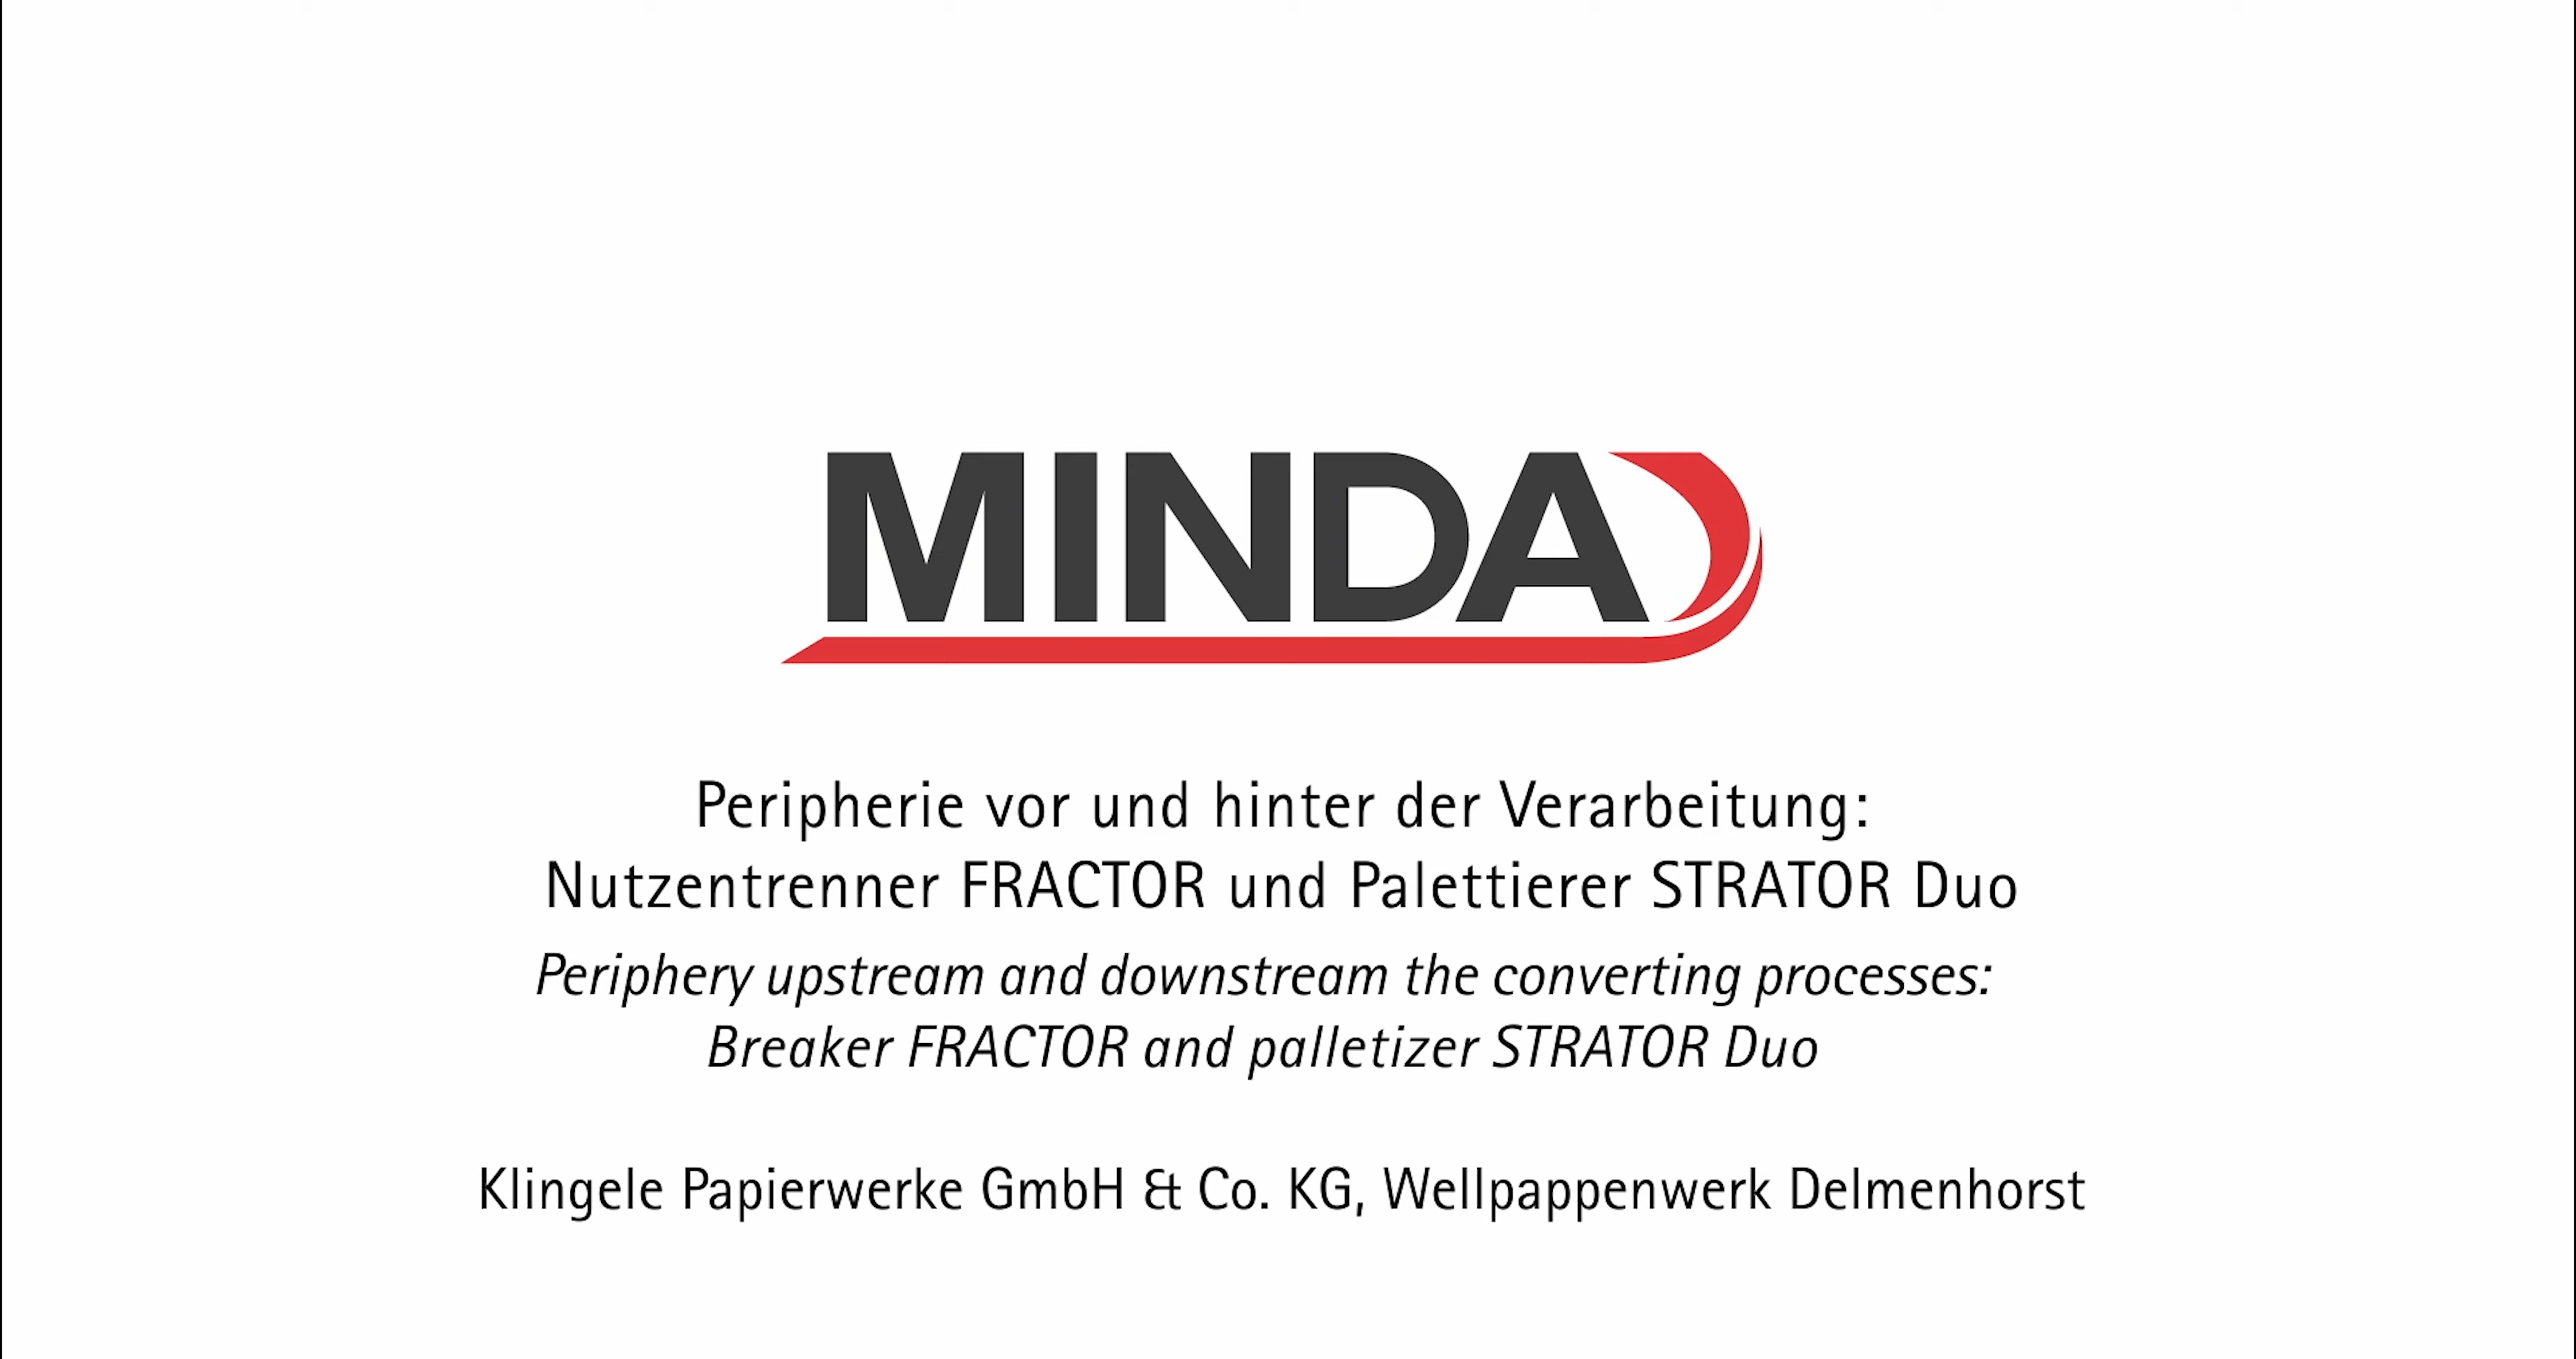 MINDA
Peripherie vor und hinter der Verarbeitung:
Nutzentrenner FRACTOR und Palettierer STRATOR Duo
Periphery upstream and downstream the converting processes:
Breaker FRACTOR and palletizer STRATOR Duo
Klingele Papierwerke GmbH & Co. KG, Wellpappenwerk Delmenhorst